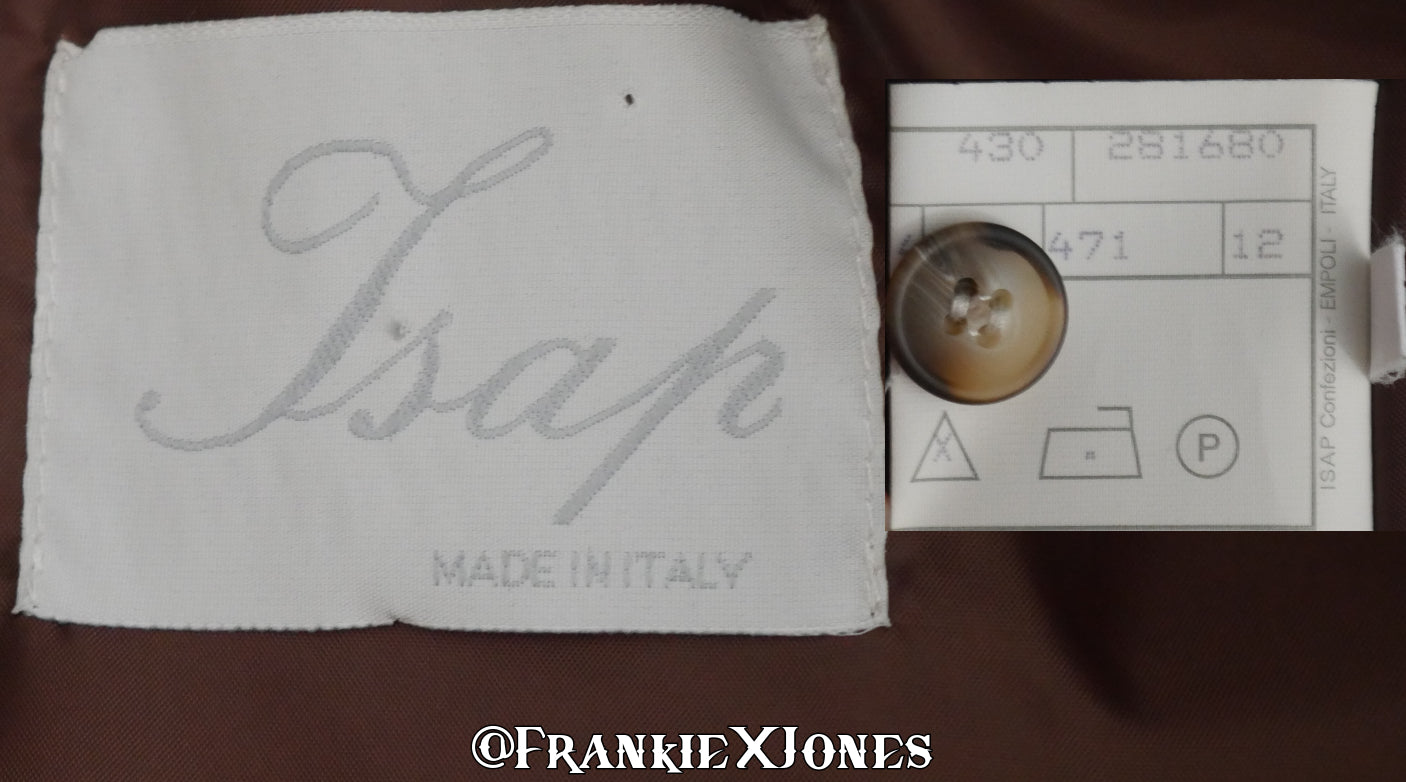 Isap
MADE IN ITALY
430 281680
471 12
X
P
ISAP Confezioni - EMPOLI - ITALY
@FRANKIEXJONES